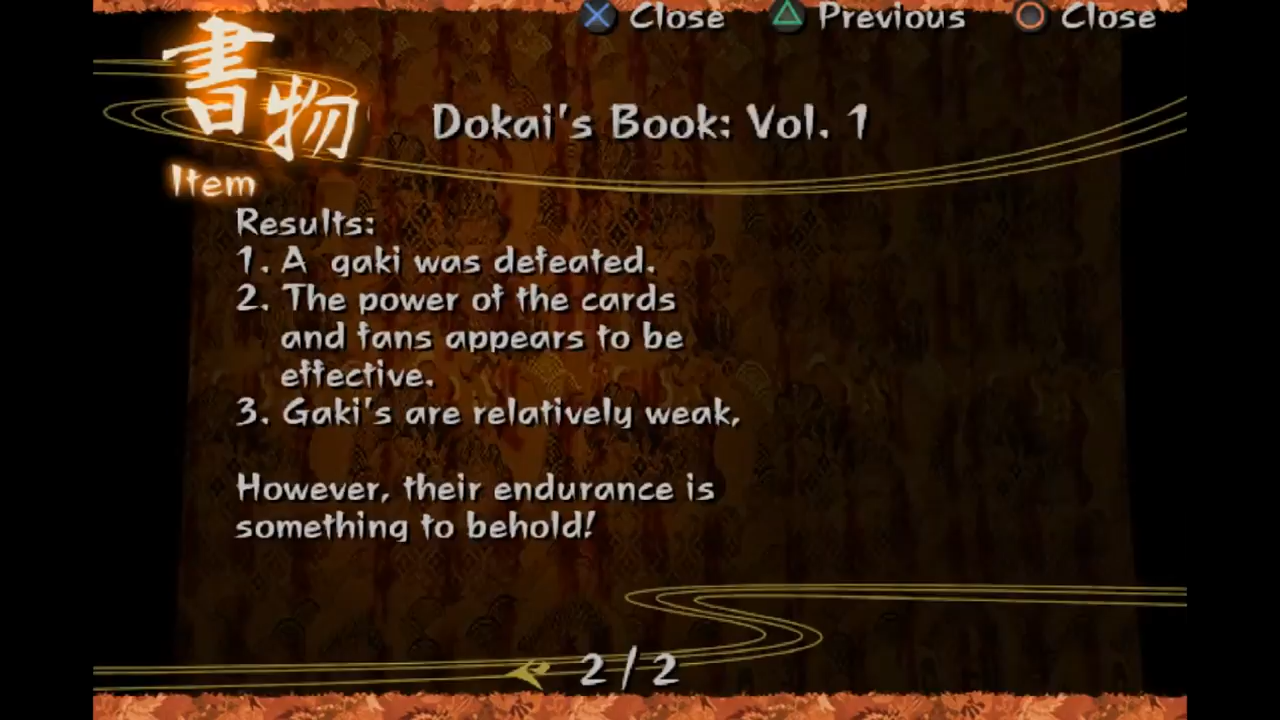 Close Previous Close
書物
Dokai's Book: Vol. 1
Item
Results:
1. A gaki was defeated.
2. The power of the cards
and fans appears to be
effective.
3. Gaki's are relatively weak,
However, their endurance is
something to behold!
2/2